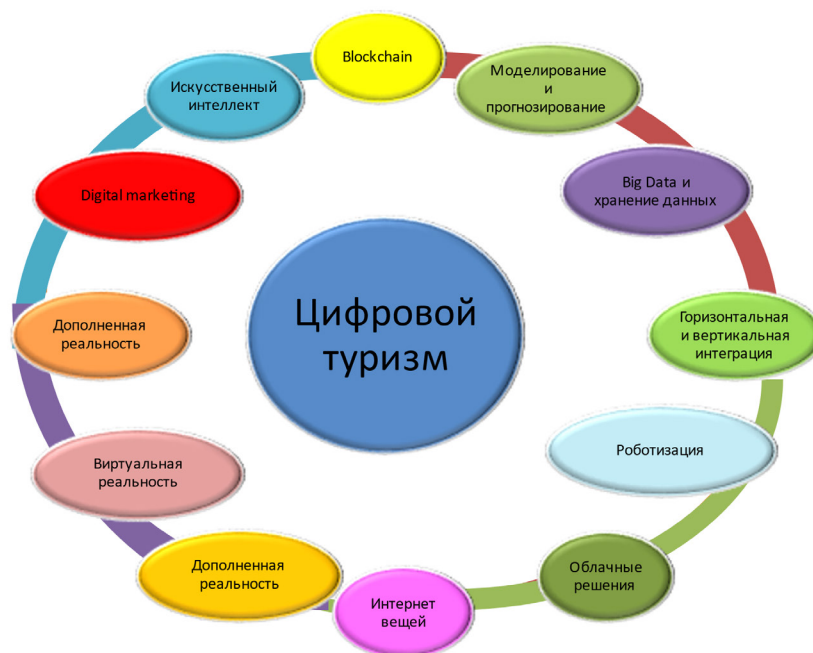 Blockchain
Моделирование
и
прогнозирование
Big Data и
хранение данных
Горизонтальная
и вертикальная
интеграция
Роботизация
Облачные
решения
Интернет
вещей
Дополненная
реальность
Виртуальная
реальность
Дополненная
реальность
Digital marketing
Искусственный
интеллект
Цифровой
туризм